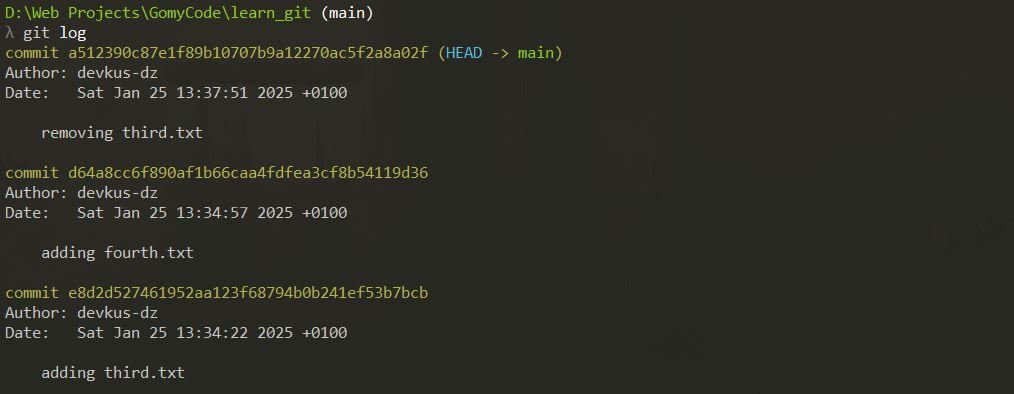 D:\Web Projects\GomyCode\learn_git (main)
λ git log
commit a512390c87e1f89b10707b9a12270ac5f2a8a02f (HEAD -> main)
Author: devkus-dz
Date:   Sat Jan 25 13:37:51 2025 +0100
    removing third.txt
commit d64a8cc6f890af1b66caa4fdfea3cf8b54119d36
Author: devkus-dz
Date:   Sat Jan 25 13:34:57 2025 +0100
    adding fourth.txt
commit e8d2d527461952aa123f68794b0b241ef53b7bcb
Author: devkus-dz
Date:   Sat Jan 25 13:34:22 2025 +0100
    adding third.txt